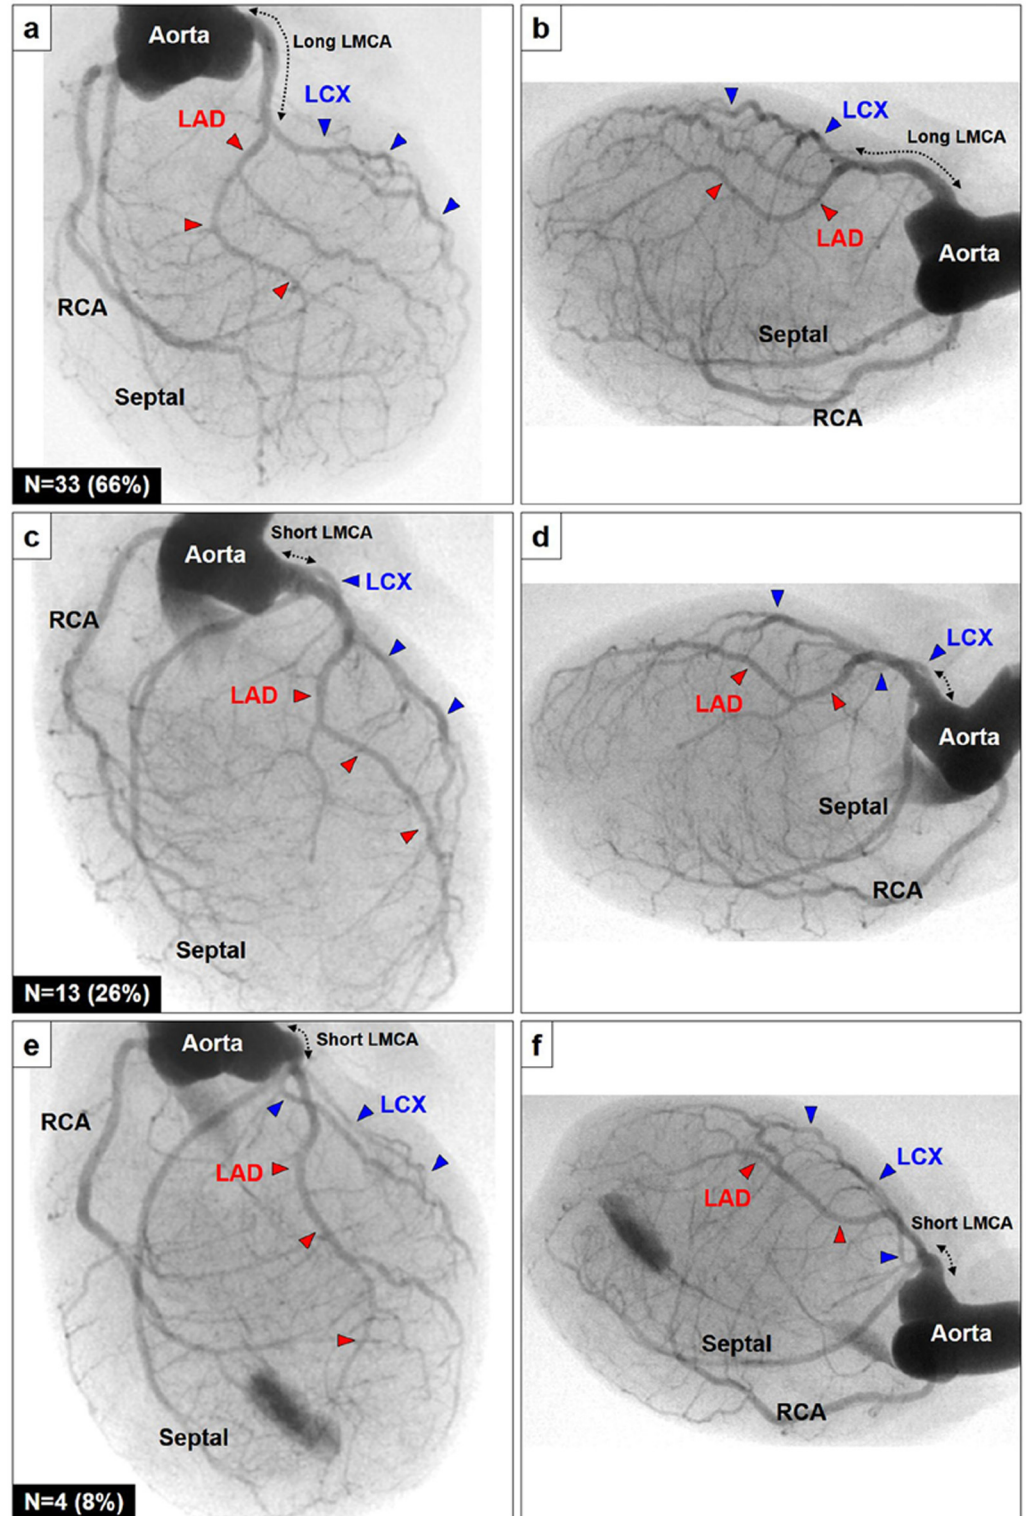 a
Aorta
Long LMCA
LCX
LAD
RCA
Septal
N=33 (66%)
b
LCX
Long LMCA
LAD
Aorta
Septal
RCA
c
Short LMCA
Aorta
LCX
RCA
LAD
Septal
N=13 (26%)
d
LCX
LAD
Aorta
Septal
RCA
e
Aorta
Short LMCA
LCX
RCA
LAD
Septal
N=4 (8%)
f
LCX
LAD
Short LMCA
Aorta
Septal
RCA